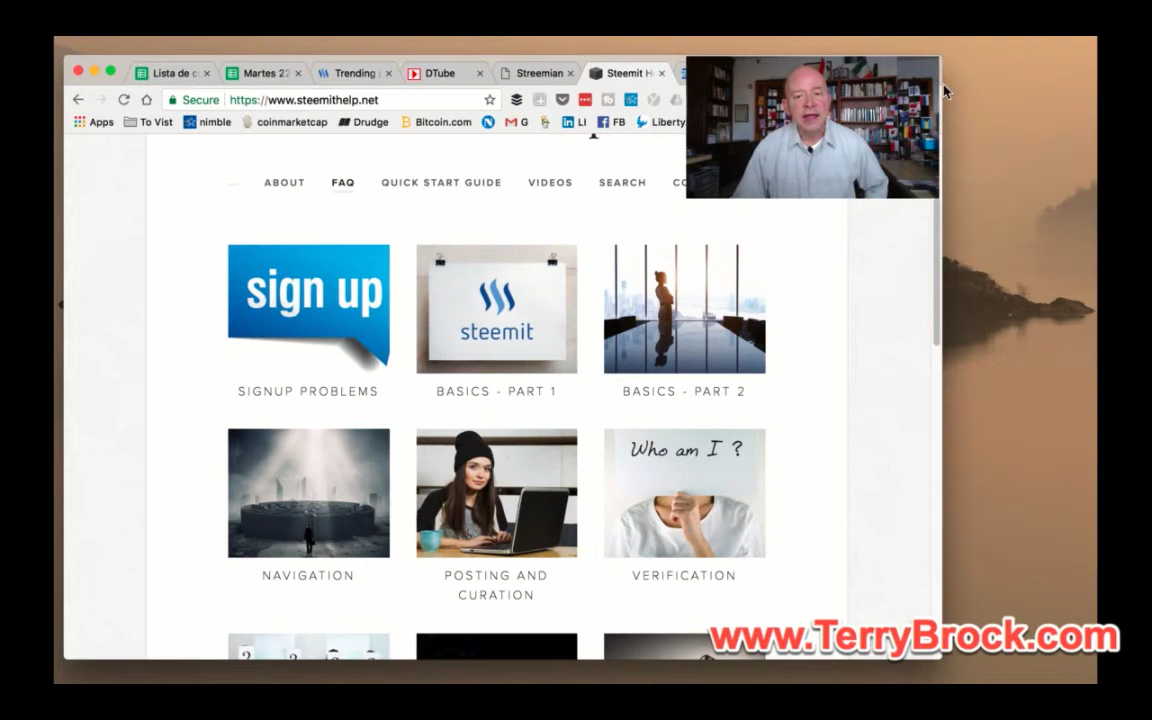 Lista de c
Martes 22
Trending
DTube
Streemian
Steemit H
Secure
https://www.steemithelp.net
Apps
To Vist
nimble
coinmarketcap
Drudge
Bitcoin.com
G
LI
FB
Liberty
ABOUT
FAQ
QUICK START GUIDE
VIDEOS
SEARCH
sign up
steemit
SIGNUP PROBLEMS
BASICS - PART 1
BASICS - PART 2
Who am I ?
NAVIGATION
POSTING AND
CURATION
VERIFICATION
www.TerryBrock.com